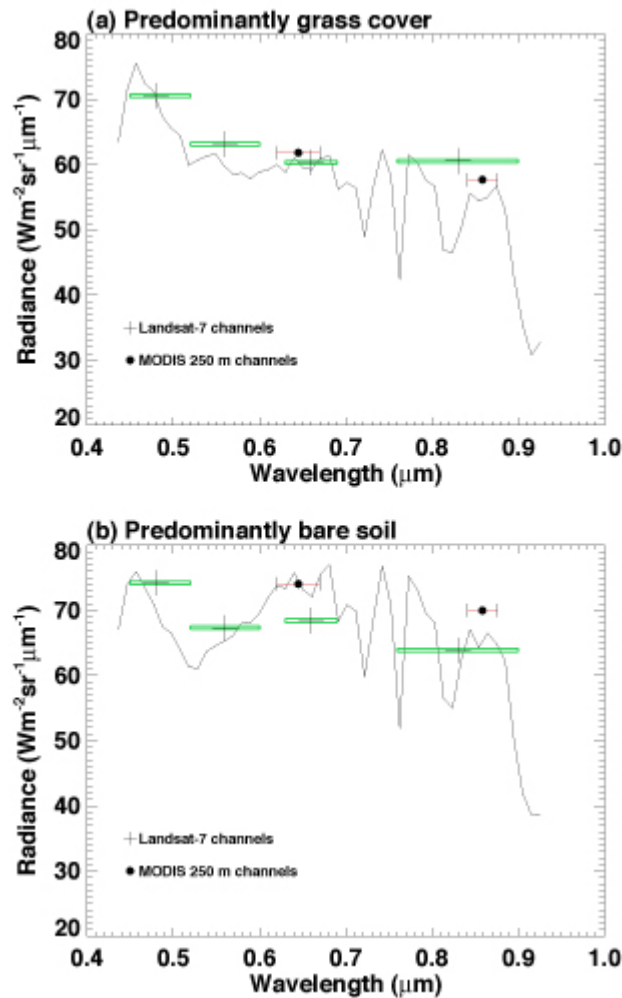 (a) Predominantly grass cover
80
70
60
50
40
30
20
Radiance (Wm-2sr-1μm-1)
Landsat-7 channels
MODIS 250 m channels
0.4 0.5 0.6 0.7 0.8 0.9 1.0
Wavelength (μm)
(b) Predominantly bare soil
80
70
60
50
40
30
20
Radiance (Wm-2sr-1μm-1)
Landsat-7 channels
MODIS 250 m channels
0.4 0.5 0.6 0.7 0.8 0.9 1.0
Wavelength (μm)